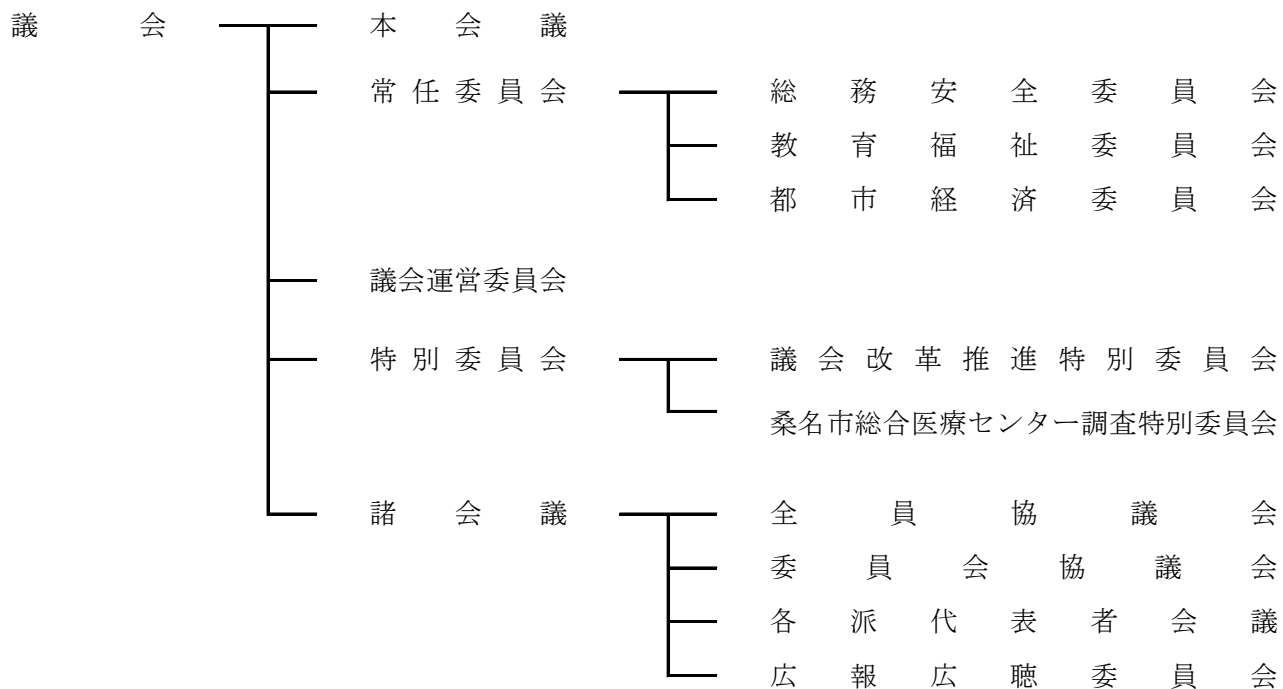 議会 本会議
常任委員会 総務安全委員会
教育福祉委員会
都市経済委員会
議会運営委員会
特別委員会 議会改革推進特別委員会
桑名市総合医療センター調査特別委員会
諸会議 全員協議会
委員会協議会
各派代表者会議
広報広聴委員会